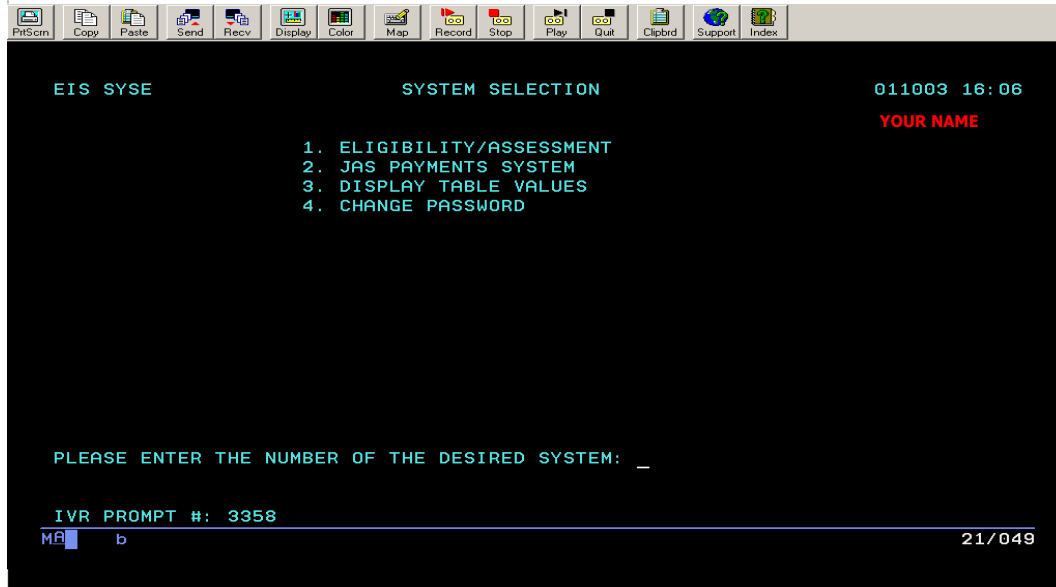 PrtScrn Copy Paste Send Recv Display Color Map Record Stop Play Quit Clipbrd Support Index
EIS SYSE SYSTEM SELECTION 011003 16:06
YOUR NAME
1. ELIGIBILITY/ASSESSMENT
2. JAS PAYMENTS SYSTEM
3. DISPLAY TABLE VALUES
4. CHANGE PASSWORD
PLEASE ENTER THE NUMBER OF THE DESIRED SYSTEM: _
IVR PROMPT #: 3358
MA b 21/049